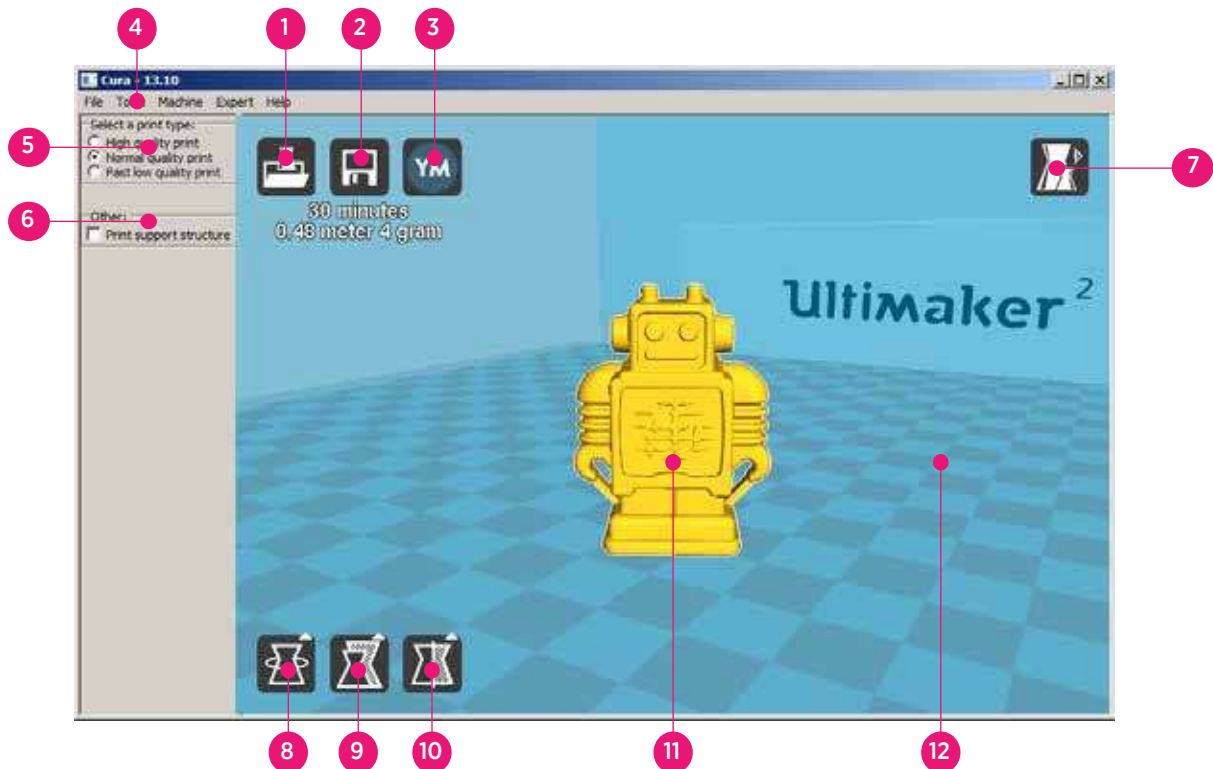 4
1
2
3
Cura - 13.10
File Tools Machine Expert Help
Select a print type:
High quality print
Normal quality print
Fast low quality print
5
Other:
Print support structure
6
YM
30 minutes
0.48 meter 4 gram
7
Ultimaker 2
8
9
10
11
12